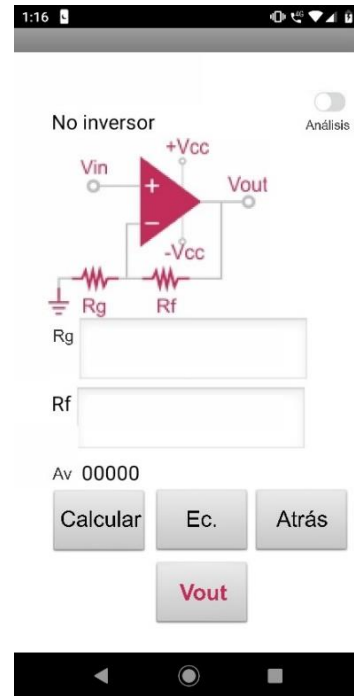 1:16
4G
No inversor
Análisis
+Vcc
Vin
Vout
+
−
-Vcc
Rg Rf
Rg
Rf
Av 00000
Calcular Ec. Atrás
Vout